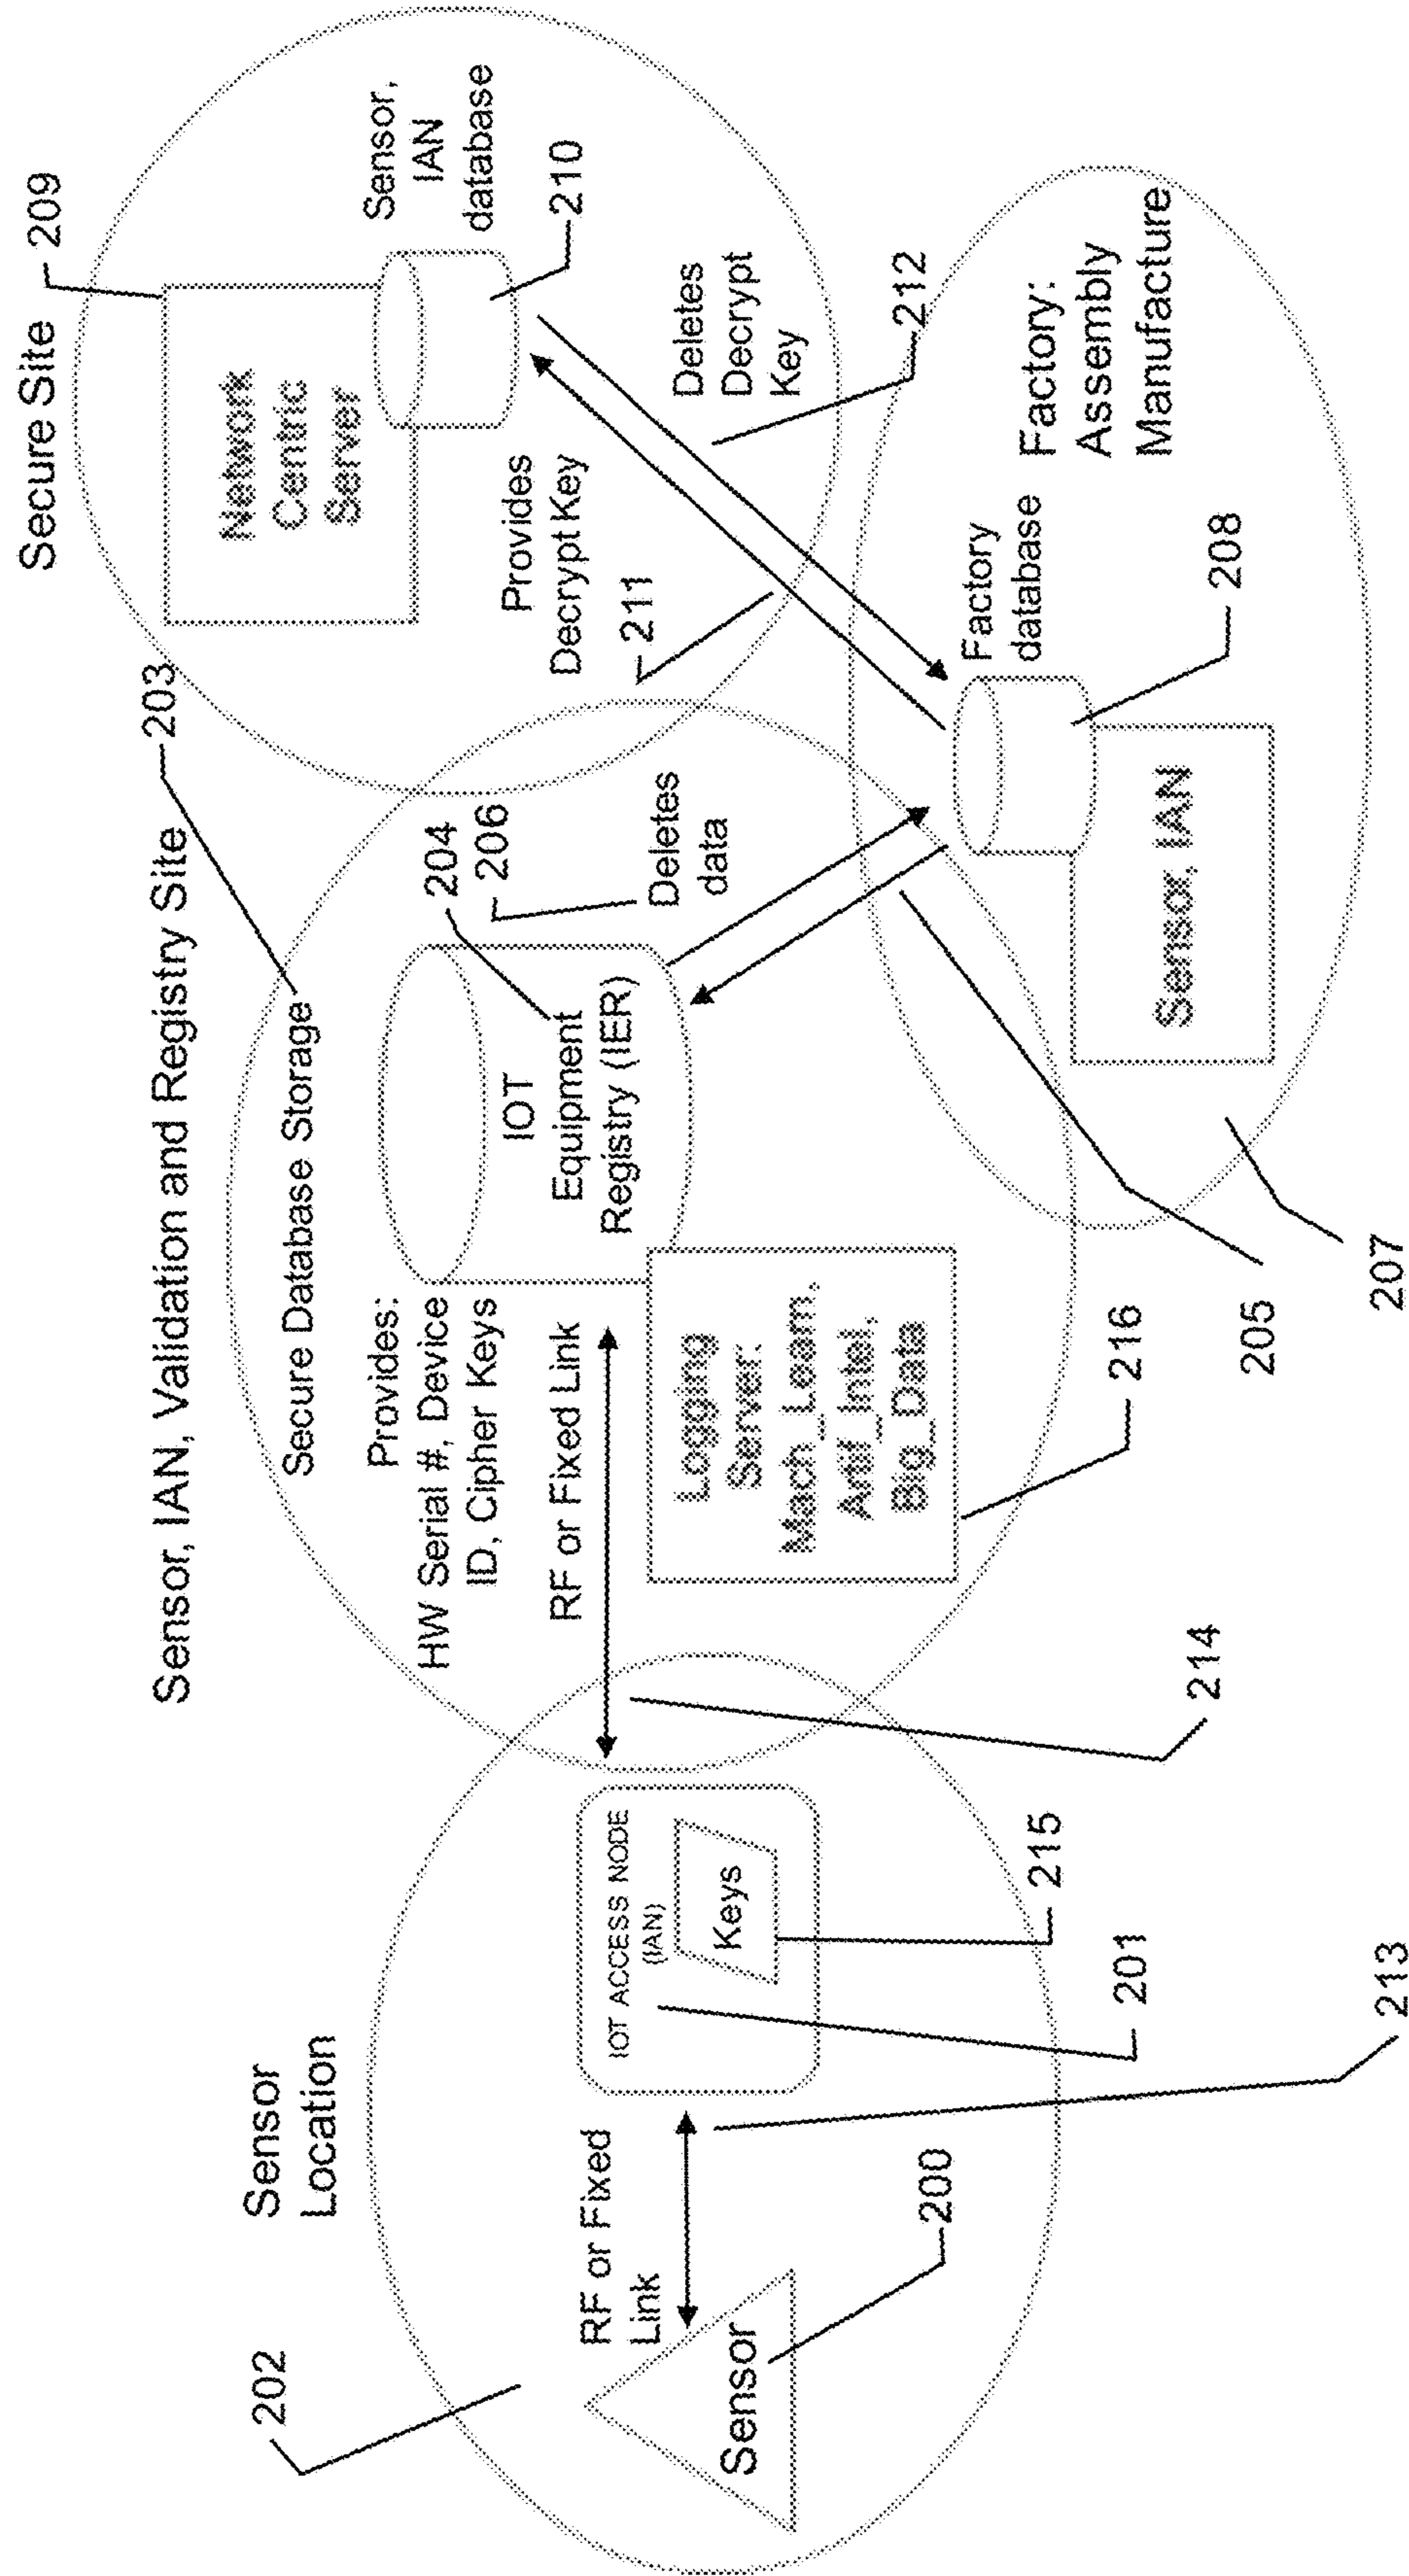 Sensor, IAN, Validation and Registry Site
Secure Site
209
Sensor
Location
202
RF or Fixed
Link
Sensor
200
213
IOT ACCESS NODE
(IAN)
Keys
215
201
214
203
Secure Database Storage
Provides:
HW Serial #, Device
ID, Cipher Keys
RF or Fixed Link
IOT
Equipment
Registry (IER)
204
206
Deletes
data
Logging
Server:
Mach_Learn,
Artif_Intel,
Big_Data
216
205
Network
Centric
Server
Sensor,
IAN
database
210
Provides
Decrypt Key
211
Deletes
Decrypt
Key
212
Factory
database
208
Factory:
Assembly
Manufacture
Sensor, IAN
207